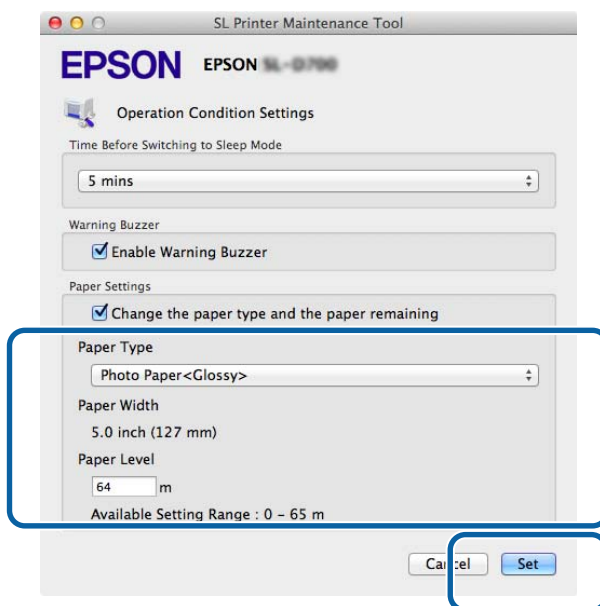 SL Printer Maintenance Tool
EPSON EPSON
Operation Condition Settings
Time Before Switching to Sleep Mode
5 mins
Warning Buzzer
Enable Warning Buzzer
Paper Settings
Change the paper type and the paper remaining
Paper Type
Photo Paper<Glossy>
Paper Width
5.0 inch (127 mm)
Paper Level
64 m
Available Setting Range : 0 – 65 m
Cancel Set